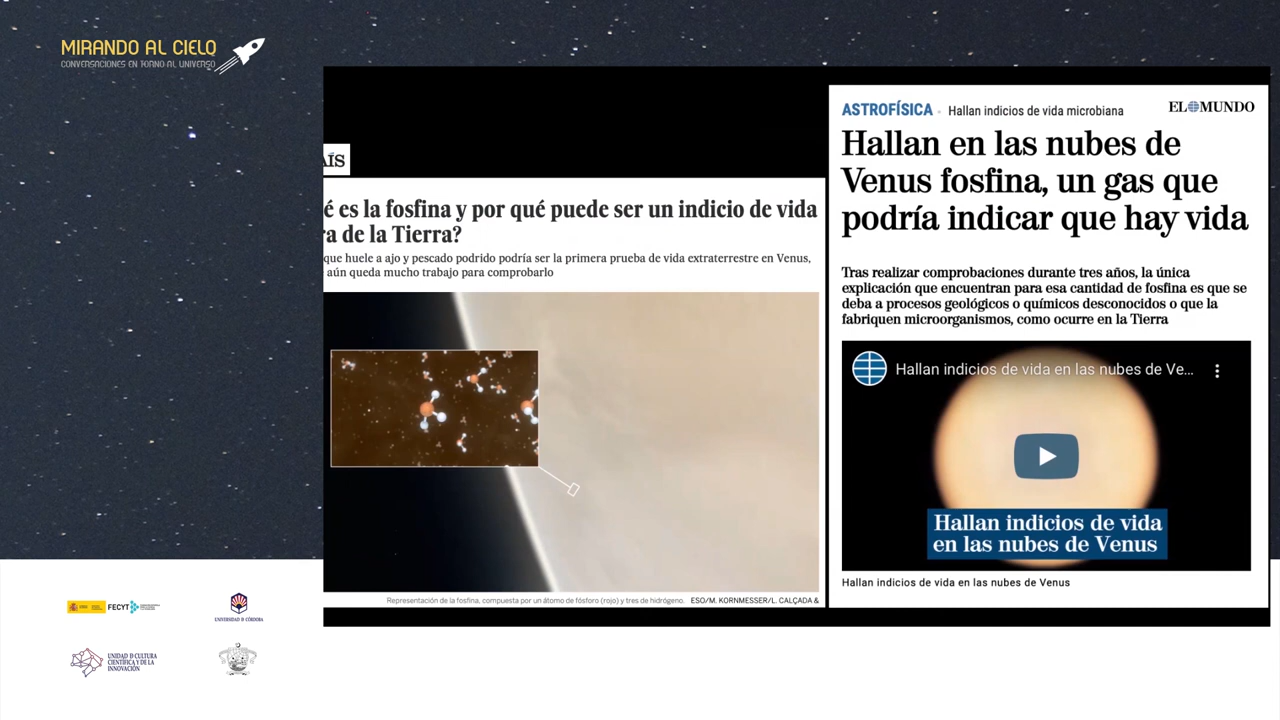 MIRANDO AL CIELO
CONVERSACIONES EN TORNO AL UNIVERSO
AÍS
é es la fosfina y por qué puede ser un indicio de vida
ra de la Tierra?
que huele a ajo y pescado podrido podría ser la primera prueba de vida extraterrestre en Venus,
aún queda mucho trabajo para comprobarlo
Representación de la fosfina, compuesta por un átomo de fósforo (rojo) y tres de hidrógeno. ESO/M. KORNMESSER/L. CALÇADA &
ASTROFÍSICA - Hallan indicios de vida microbiana
EL MUNDO
Hallan en las nubes de
Venus fosfina, un gas que
podría indicar que hay vida
Tras realizar comprobaciones durante tres años, la única
explicación que encuentran para esa cantidad de fosfina es que se
deba a procesos geológicos o químicos desconocidos o que la
fabriquen microorganismos, como ocurre en la Tierra
Hallan indicios de vida en las nubes de Ve...
Hallan indicios de vida
en las nubes de Venus
Hallan indicios de vida en las nubes de Venus
FECYT
UNIVERSIDAD D CÓRDOBA
UNIDAD D CULTURA
CIENTÍFICA Y DE LA
INNOVACIÓN